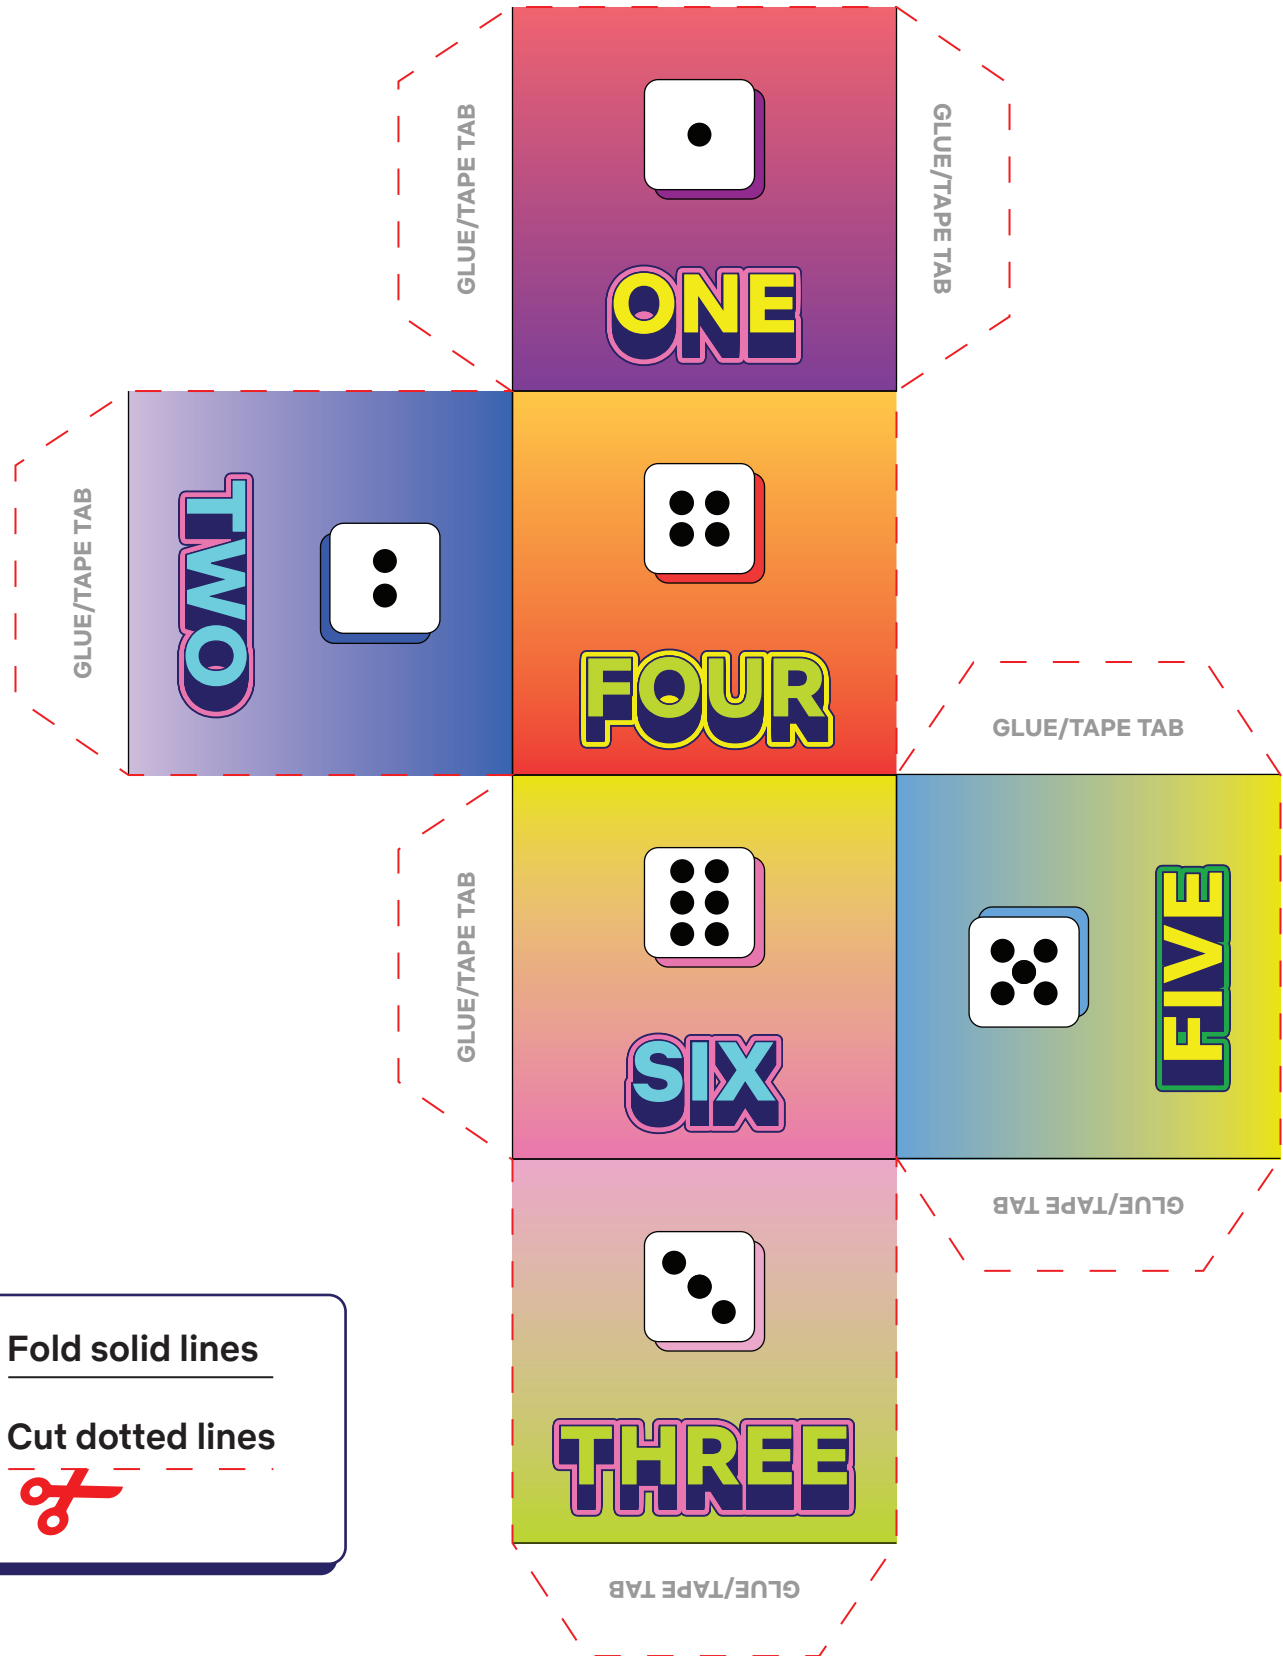 GLUE/TAPE TAB
GLUE/TAPE TAB
ONE
GLUE/TAPE TAB
TWO
FOUR
GLUE/TAPE TAB
GLUE/TAPE TAB
SIX
FIVE
GLUE/TAPE TAB
THREE
GLUE/TAPE TAB
Fold solid lines
Cut dotted lines